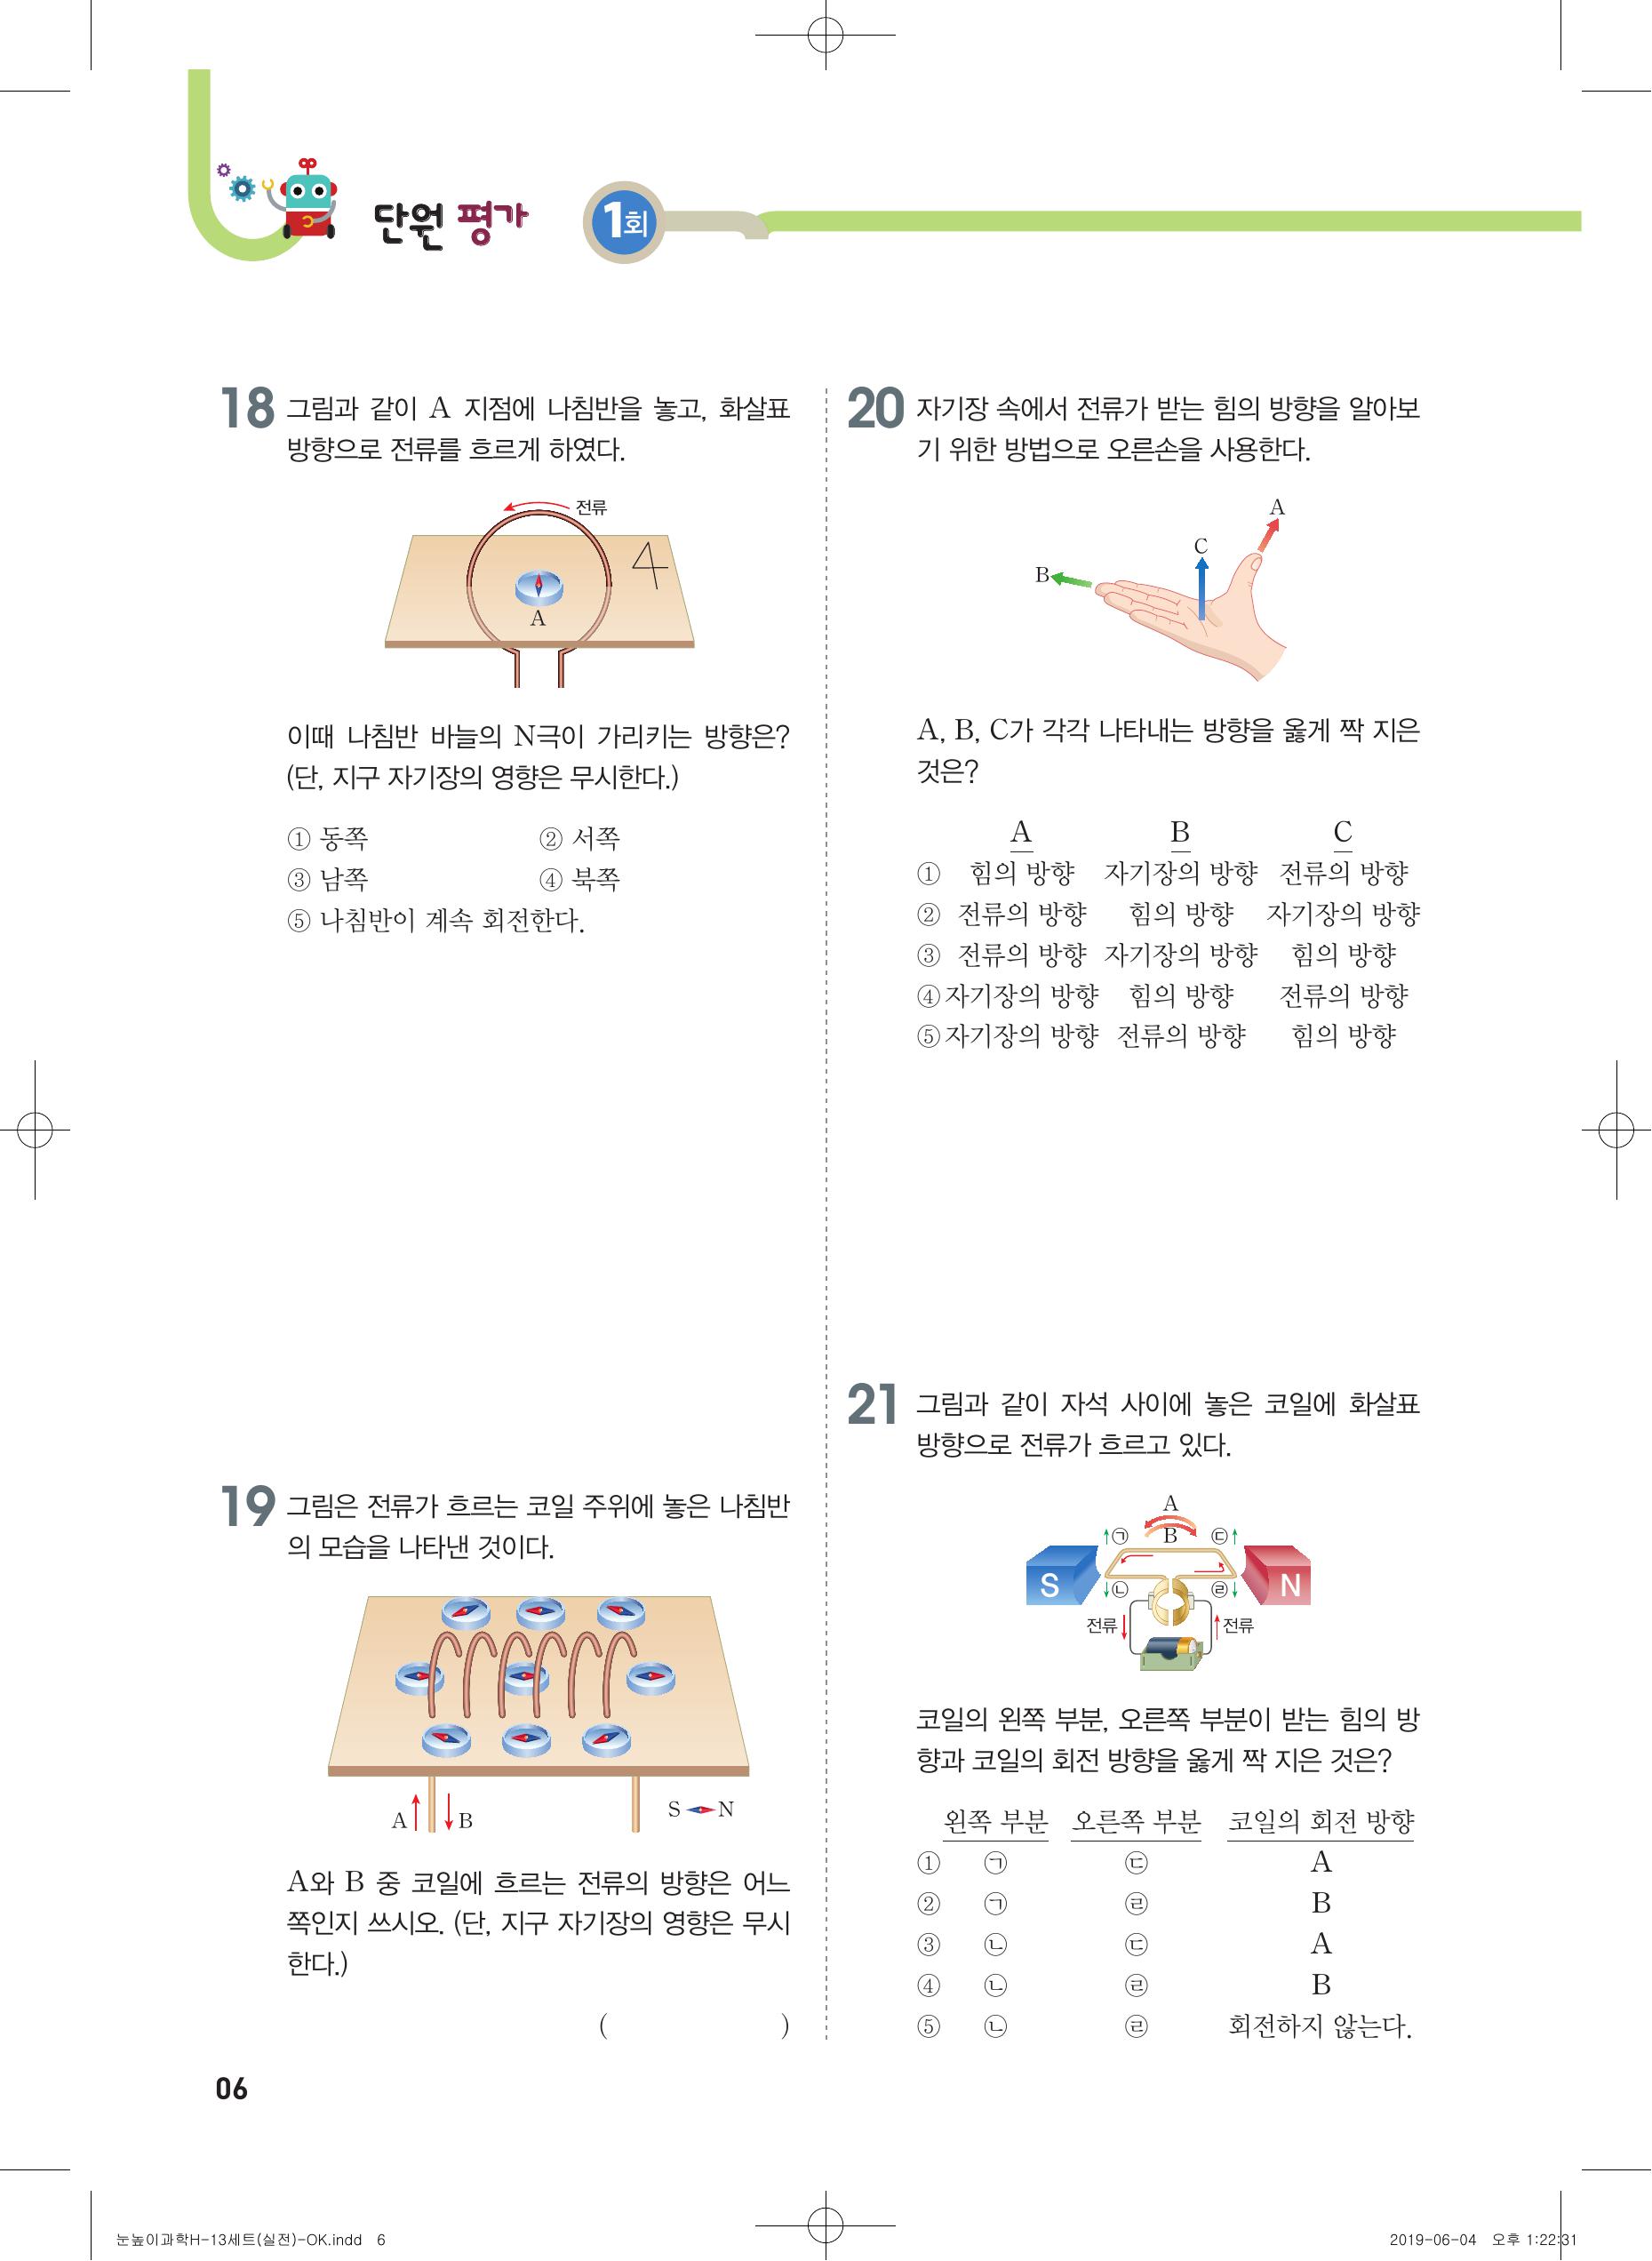 단원 평가 1회
18 그림과 같이 A 지점에 나침반을 놓고, 화살표
방향으로 전류를 흐르게 하였다.
전류
4
A
이때 나침반 바늘의 N극이 가리키는 방향은?
(단, 지구 자기장의 영향은 무시한다.)
① 동쪽 ② 서쪽
③ 남쪽 ④ 북쪽
⑤ 나침반이 계속 회전한다.
19 그림은 전류가 흐르는 코일 주위에 놓은 나침반
의 모습을 나타낸 것이다.
A B S N
A와 B 중 코일에 흐르는 전류의 방향은 어느
쪽인지 쓰시오. (단, 지구 자기장의 영향은 무시
한다.)
( )
20 자기장 속에서 전류가 받는 힘의 방향을 알아보
기 위한 방법으로 오른손을 사용한다.
A
C
B
A, B, C가 각각 나타내는 방향을 옳게 짝 지은
것은?
A B C
① 힘의 방향 자기장의 방향 전류의 방향
② 전류의 방향 힘의 방향 자기장의 방향
③ 전류의 방향 자기장의 방향 힘의 방향
④ 자기장의 방향 힘의 방향 전류의 방향
⑤ 자기장의 방향 전류의 방향 힘의 방향
21 그림과 같이 자석 사이에 놓은 코일에 화살표
방향으로 전류가 흐르고 있다.
A
㉠ B ㉢
S N
㉡ ㉣
전류 전류
코일의 왼쪽 부분, 오른쪽 부분이 받는 힘의 방
향과 코일의 회전 방향을 옳게 짝 지은 것은?
왼쪽 부분 오른쪽 부분 코일의 회전 방향
① ㉠ ㉢ A
② ㉠ ㉣ B
③ ㉡ ㉢ A
④ ㉡ ㉣ B
⑤ ㉡ ㉣ 회전하지 않는다.
06
눈높이과학H-13세트(실전)-OK.indd 6 2019-06-04 오후 1:22:31